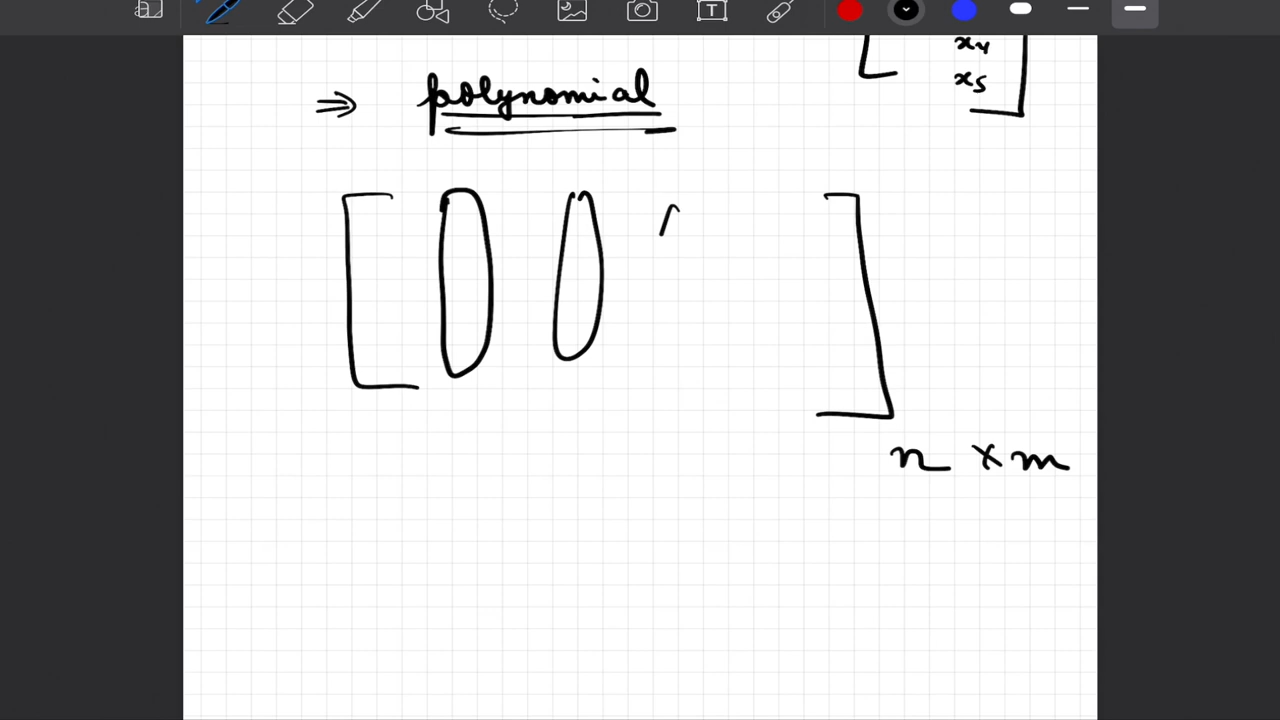 x4
x5
⇒ polynomial
n × m